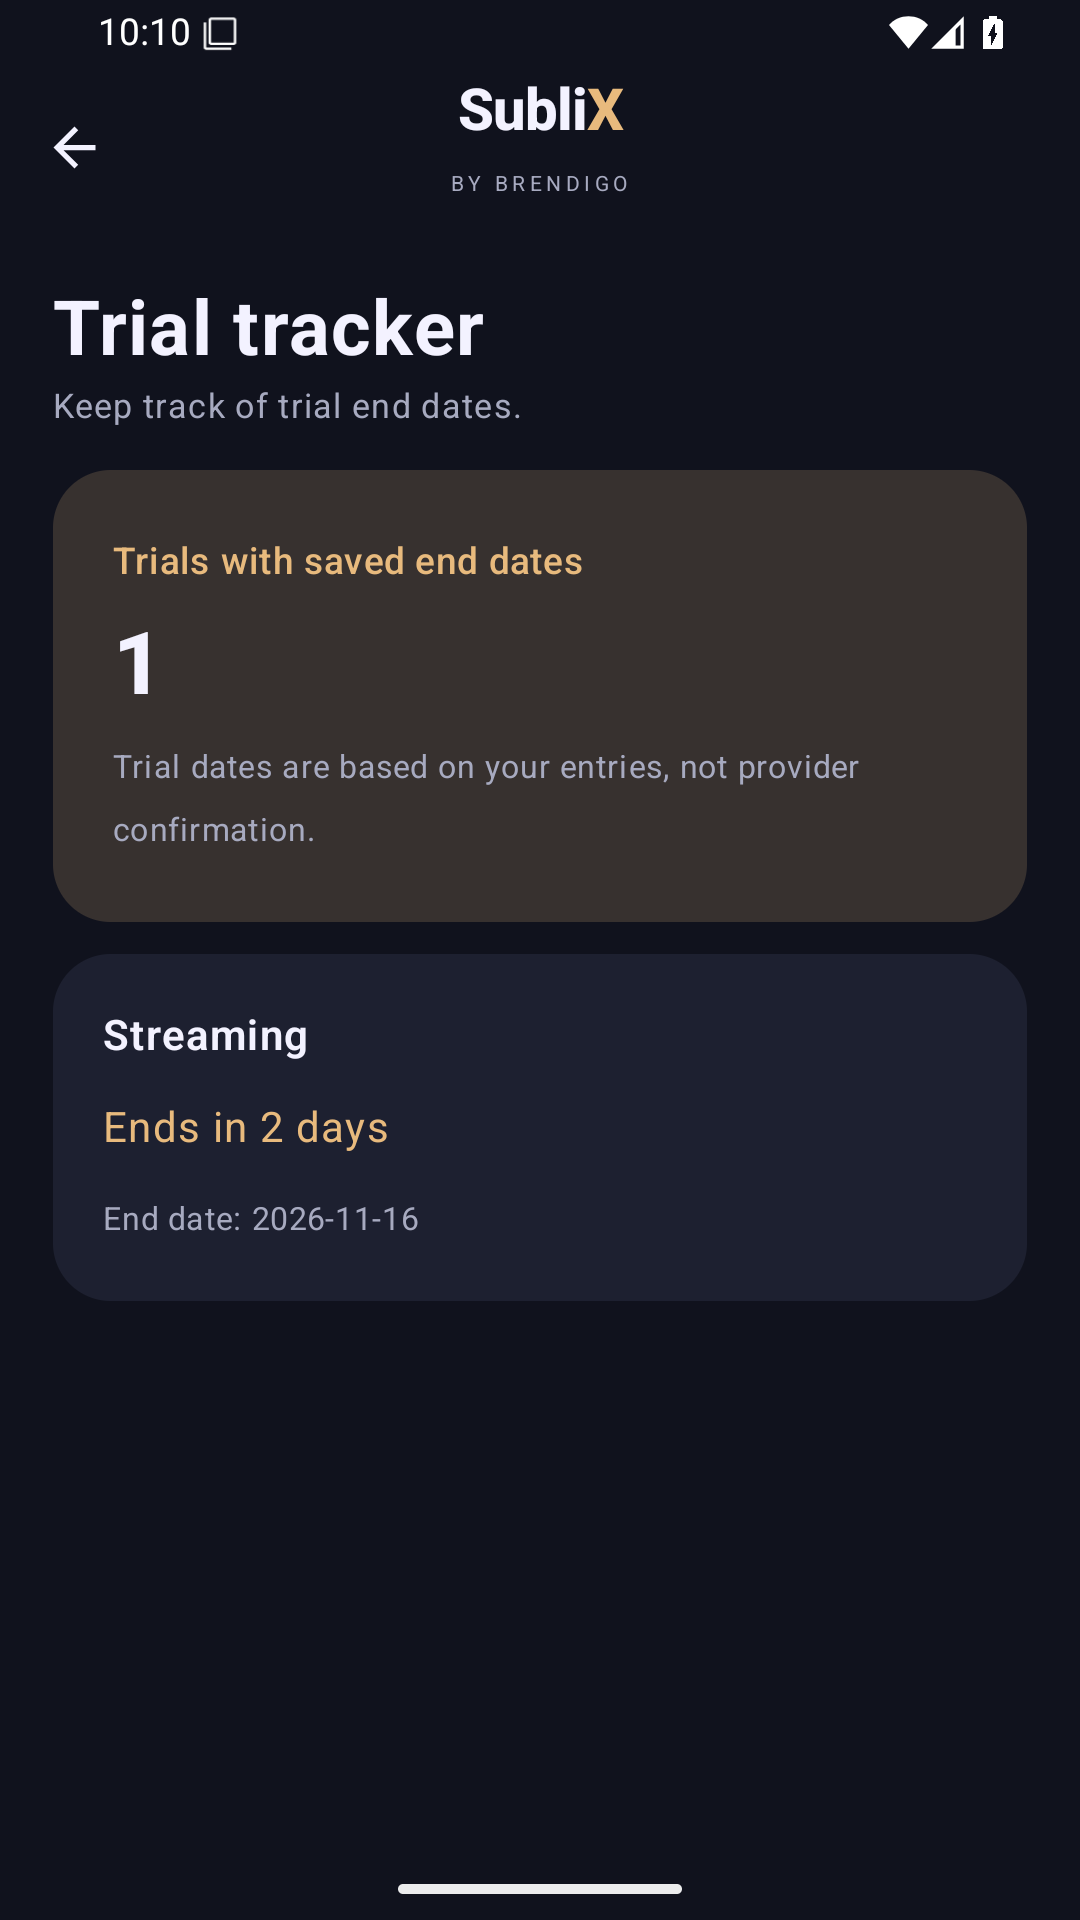 10:10
SubliX
BY BRENDIGO
Trial tracker
Keep track of trial end dates.
Trials with saved end dates
1
Trial dates are based on your entries, not provider
confirmation.
Streaming
Ends in 2 days
End date: 2026-11-16